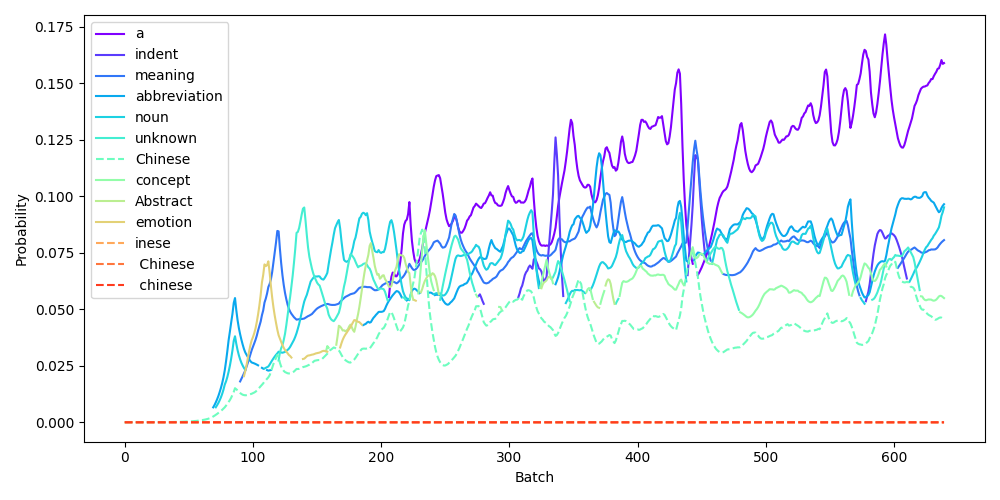 0.175
0.150
0.125
0.100
0.075
0.050
0.025
0.000
Probability
a
indent
meaning
abbreviation
noun
unknown
Chinese
concept
Abstract
emotion
inese
Chinese
chinese
0 100 200 300 400 500 600
Batch